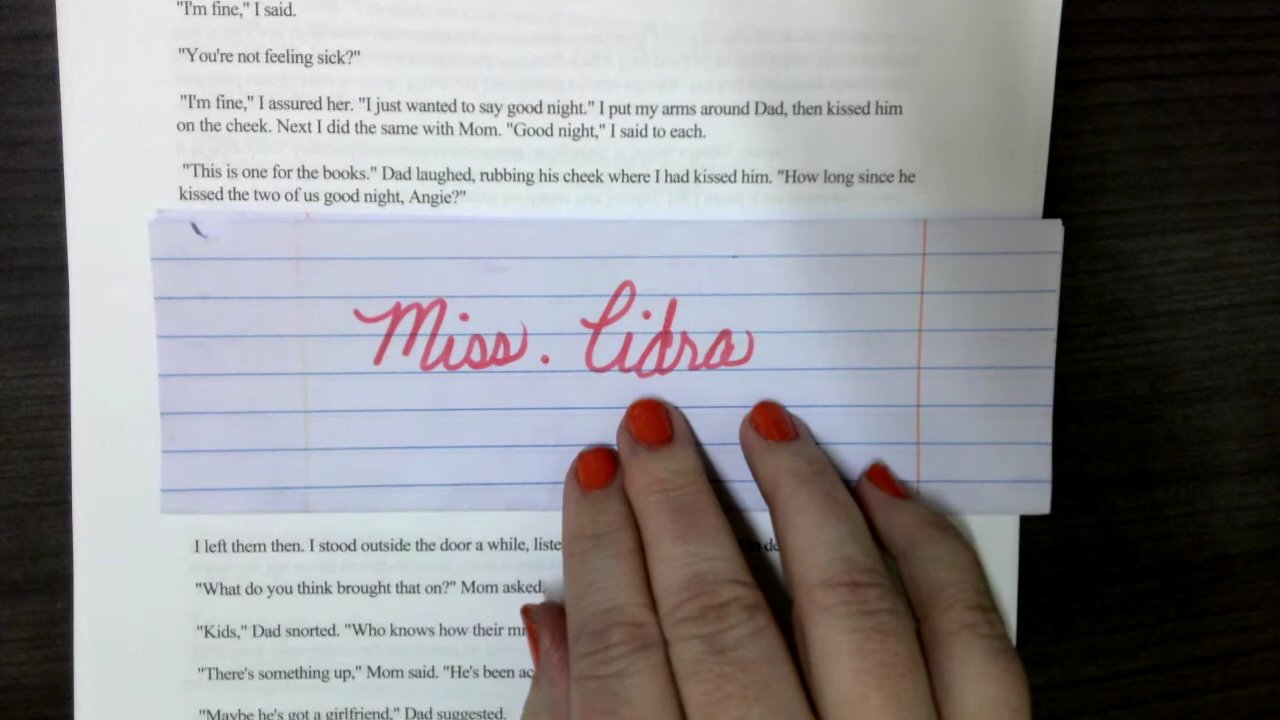 "I'm fine," I said.
"You're not feeling sick?"
"I'm fine," I assured her. "I just wanted to say good night." I put my arms around Dad, then kissed him
on the cheek. Next I did the same with Mom. "Good night," I said to each.
"This is one for the books." Dad laughed, rubbing his cheek where I had kissed him. "How long since he
kissed the two of us good night, Angie?"
Miss. Cidra
I left them then. I stood outside the door a while,
"What do you think brought that on?" Mom asked.
"Kids," Dad snorted. "Who knows how their
"There's something up," Mom said. "He's been
"Maybe he's got a girlfriend," Dad suggested.